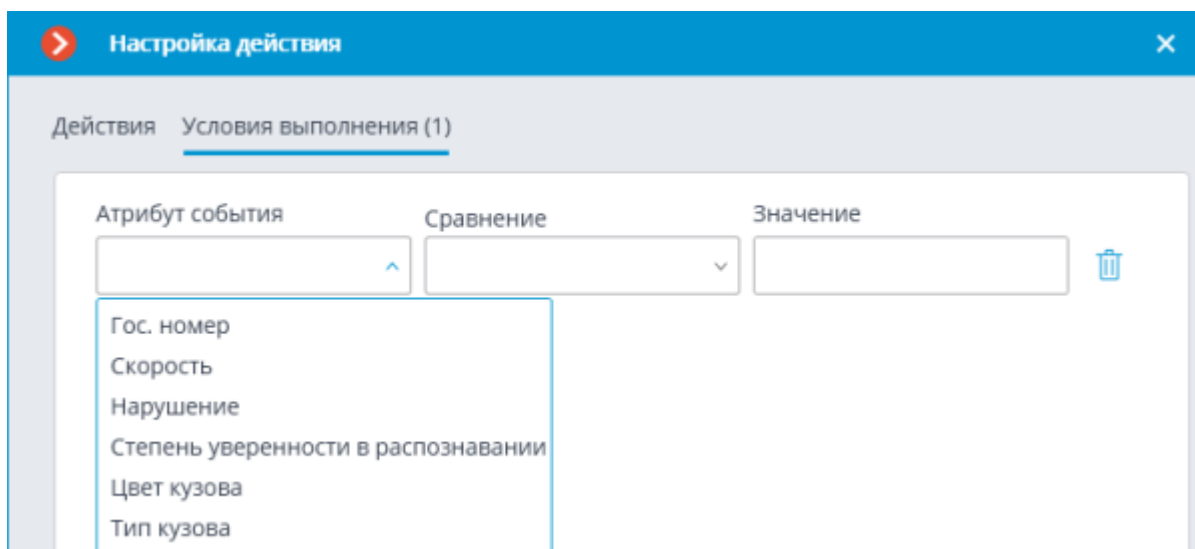 Настройка действия
Действия Условия выполнения (1)
Атрибут события Сравнение Значение
Гос. номер
Скорость
Нарушение
Степень уверенности в распознавании
Цвет кузова
Тип кузова